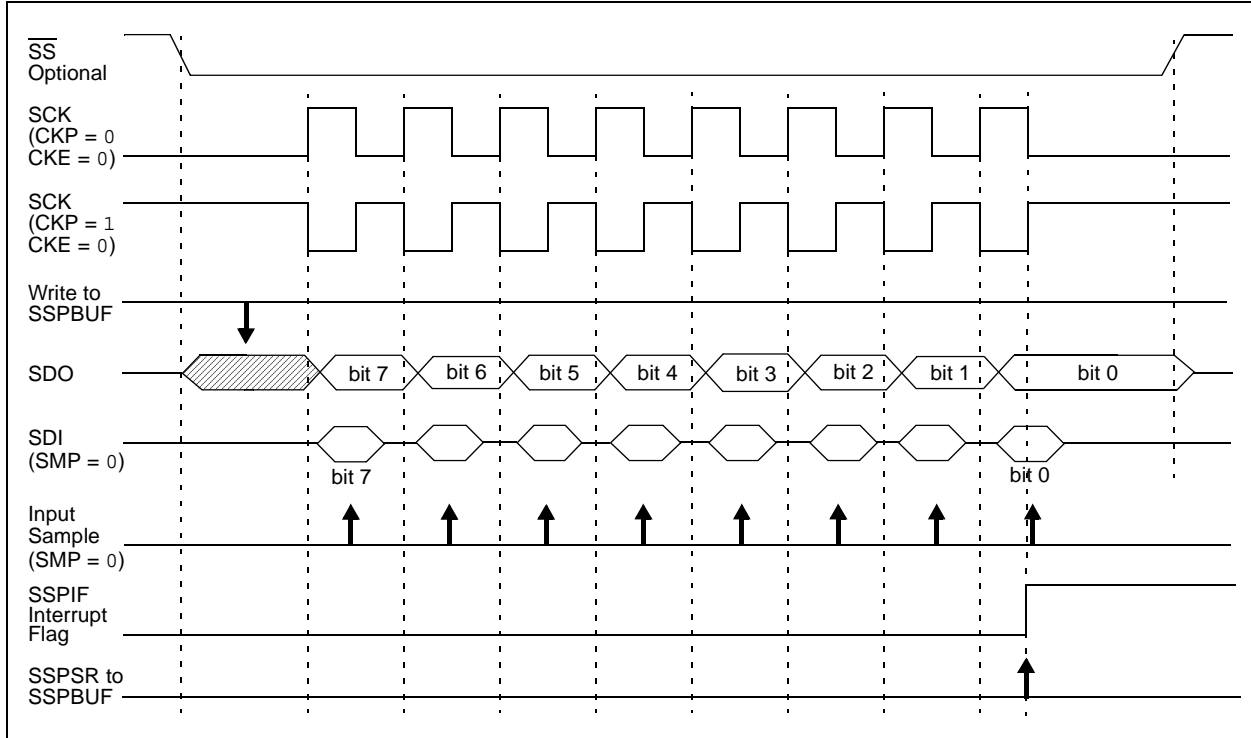 SS
Optional
SCK
(CKP = 0
CKE = 0)
SCK
(CKP = 1
CKE = 0)
Write to
SSPBUF
SDO
bit 7
bit 6
bit 5
bit 4
bit 3
bit 2
bit 1
bit 0
SDI
(SMP = 0)
bit 7
bit 0
Input
Sample
(SMP = 0)
SSPIF
Interrupt
Flag
SSPSR to
SSPBUF